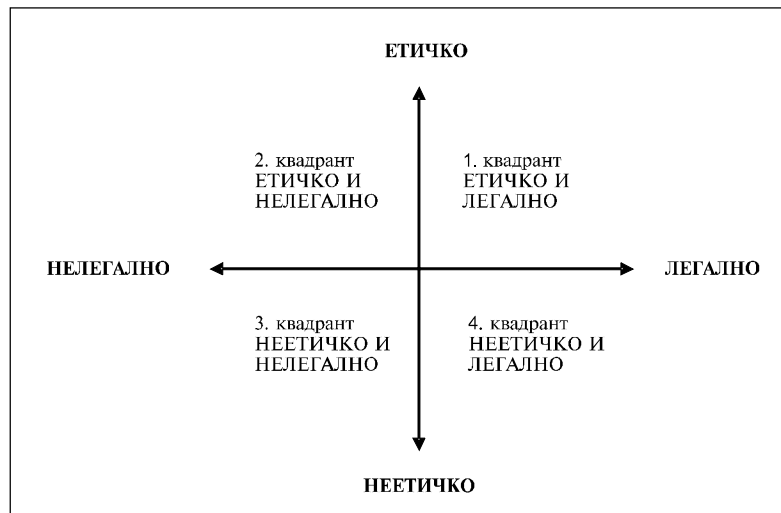 ЕТИЧКО
2. квадрант
ЕТИЧКО И
НЕЛЕГАЛНО
1. квадрант
ЕТИЧКО И
ЛЕГАЛНО
НЕЛЕГАЛНО
ЛЕГАЛНО
3. квадрант
НЕЕТИЧКО И
НЕЛЕГАЛНО
4. квадрант
НЕЕТИЧКО И
ЛЕГАЛНО
НЕЕТИЧКО